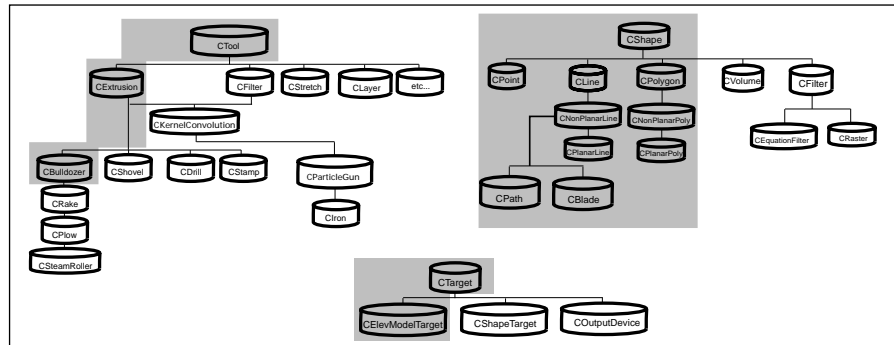 CTool
CExtrusion
CFilter
CStretch
CLayer
etc...
CKernelConvolution
CBulldozer
CShovel
CDrill
CStamp
CParticleGun
CRake
CIron
CPlow
CSteamRoller
CShape
CPoint
CLine
CPolygon
CVolume
CFilter
CNonPlanarLine
CNonPlanarPoly
CEquationFilter
CRaster
CPlanarLine
CPlanarPoly
CPath
CBlade
CTarget
CElevModelTarget
CShapeTarget
COutputDevice